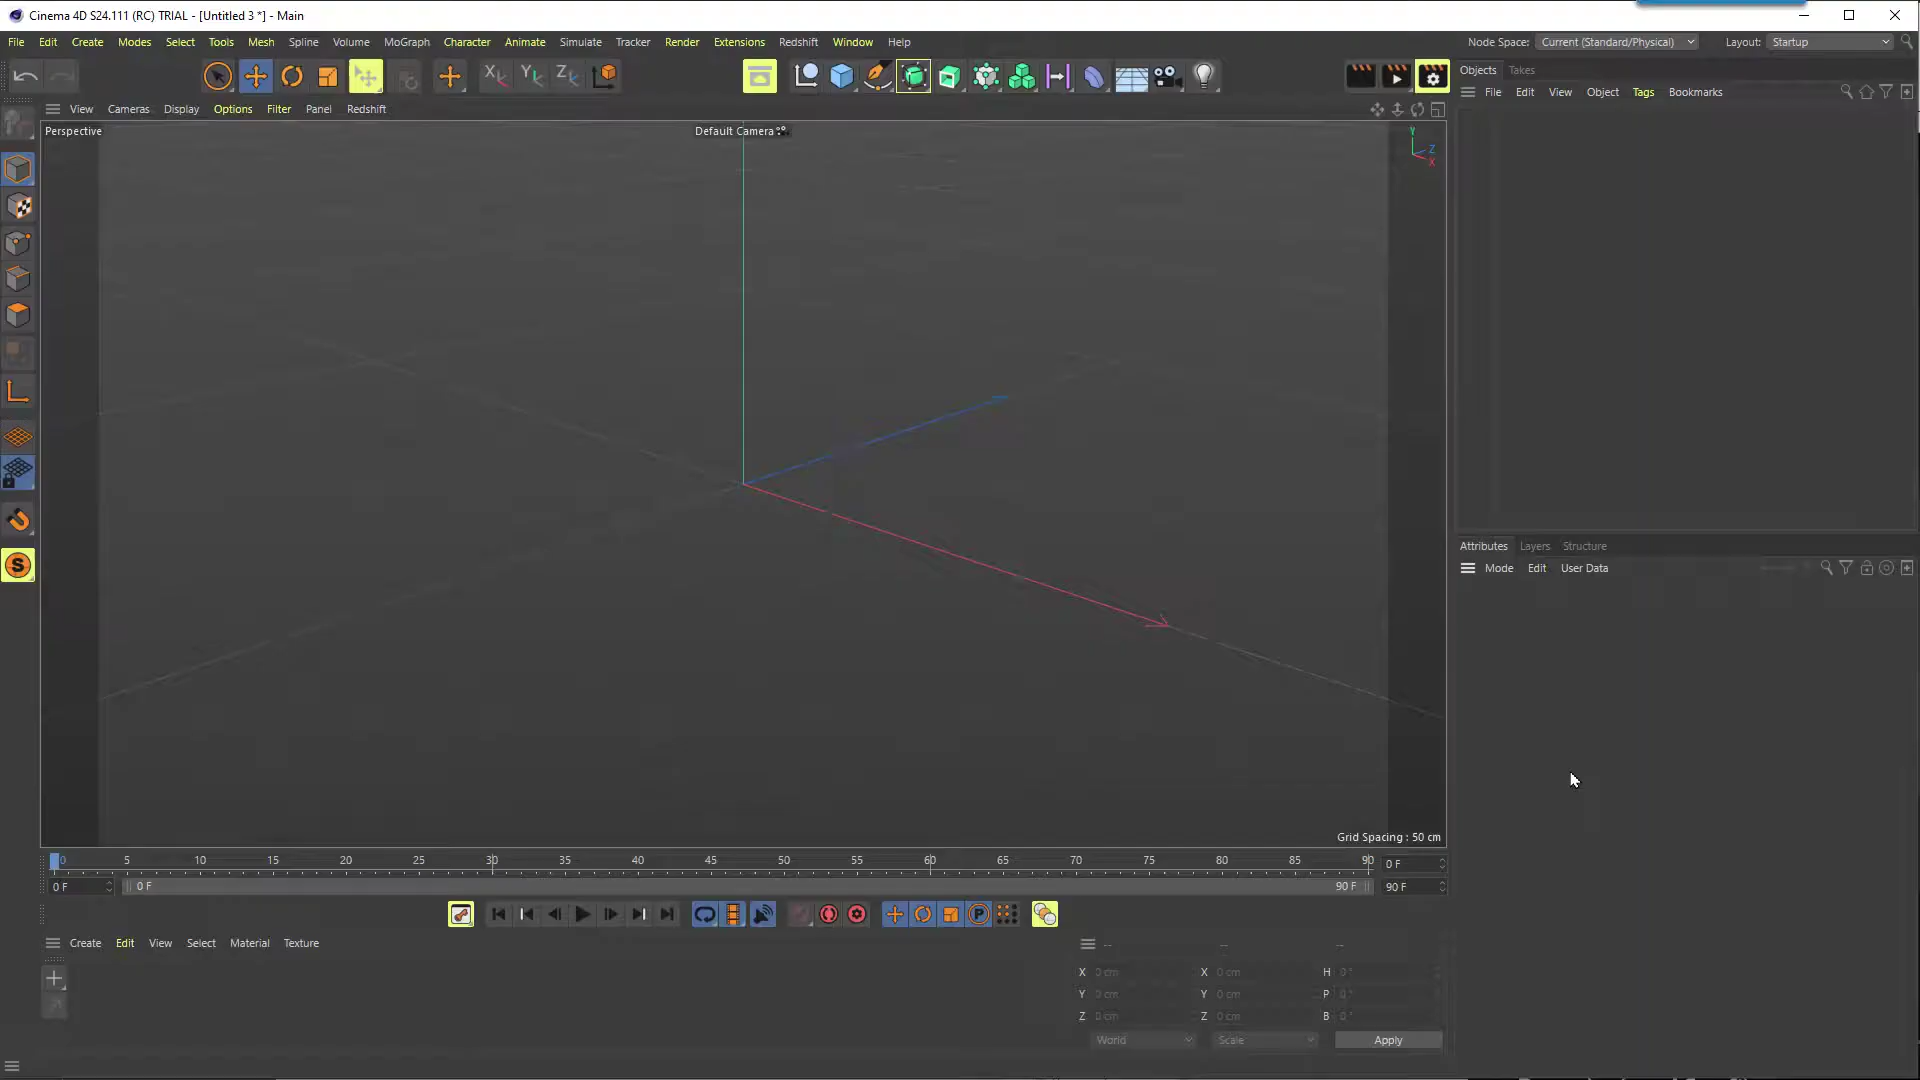 Cinema 4D S24.111 (RC) TRIAL - [Untitled 3 *] - Main
File Edit Create Modes Select Tools Mesh Spline Volume MoGraph Character Animate Simulate Tracker Render Extensions Redshift Window Help
Node Space: Current (Standard/Physical) Layout: Startup
X Y Z
Objects Takes
File Edit View Object Tags Bookmarks
View Cameras Display Options Filter Panel Redshift
Perspective
Default Camera
Y
Z
X
S
Grid Spacing : 50 cm
Attributes Layers Structure
Mode Edit User Data
0 5 10 15 20 25 30 35 40 45 50 55 60 65 70 75 80 85 90
0 F
0 F 0 F 90 F 90 F
P
Create Edit View Select Material Texture
-- -- --
X 0 cm X 0 cm H 0 °
Y 0 cm Y 0 cm P 0 °
Z 0 cm Z 0 cm B 0 °
World Scale Apply